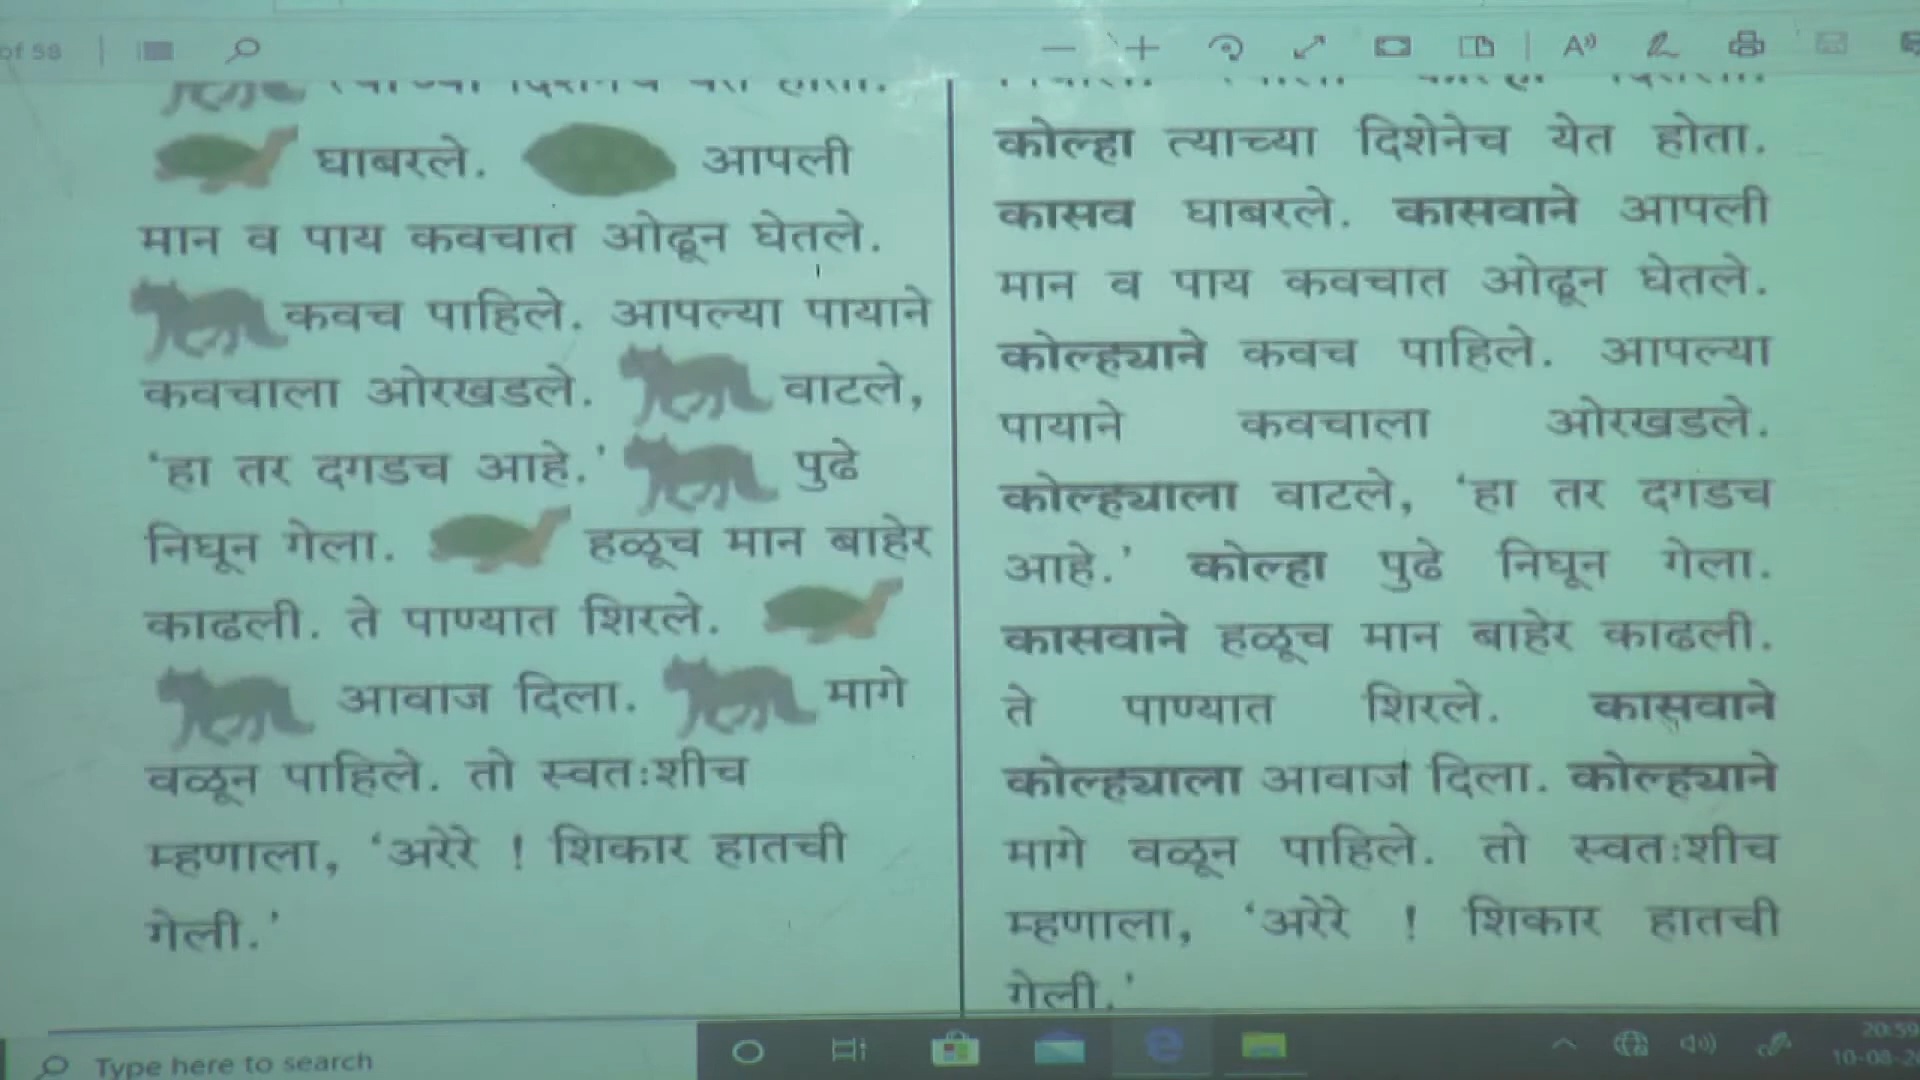 of 58
घाबरले. आपली
मान व पाय कवचात ओढून घेतले.
कवच पाहिले. आपल्या पायाने
कवचाला ओरखडले. वाटले,
‘हा तर दगडच आहे.’ पुढे
निघून गेला. हळूच मान बाहेर
काढली. ते पाण्यात शिरले.
आवाज दिला. मागे
वळून पाहिले. तो स्वतःशीच
म्हणाला, ‘अरेरे ! शिकार हातची
गेली.’
कोल्हा त्याच्या दिशेनेच येत होता.
कासव घाबरले. कासवाने आपली
मान व पाय कवचात ओढून घेतले.
कोल्ह्याने कवच पाहिले. आपल्या
पायाने कवचाला ओरखडले.
कोल्ह्याला वाटले, ‘हा तर दगडच
आहे.’ कोल्हा पुढे निघून गेला.
कासवाने हळूच मान बाहेर काढली.
ते पाण्यात शिरले. कासवाने
कोल्ह्याला आवाज दिला. कोल्ह्याने
मागे वळून पाहिले. तो स्वतःशीच
म्हणाला, ‘अरेरे ! शिकार हातची
गेली.’
Type here to search
20:59